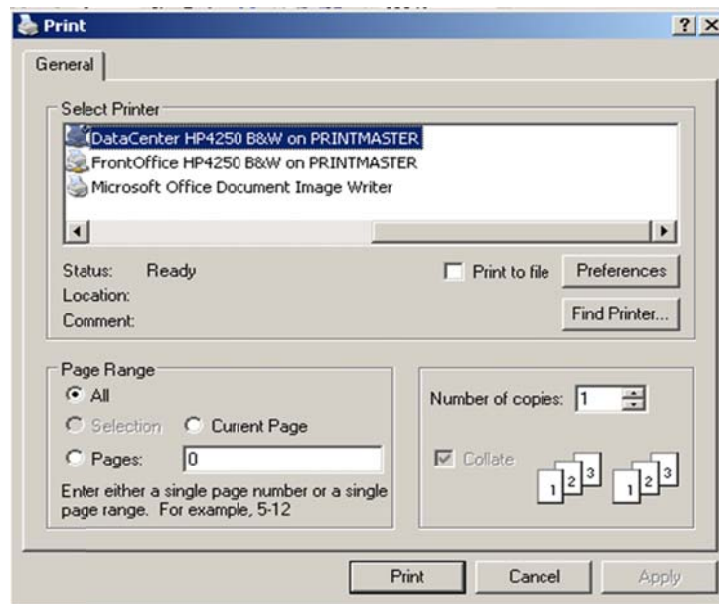 Print
General
Select Printer
DataCenter HP4250 B&W on PRINTMASTER
FrontOffice HP4250 B&W on PRINTMASTER
Microsoft Office Document Image Writer
Status: Ready
Print to file
Preferences
Location:
Comment:
Find Printer...
Page Range
All
Selection
Current Page
Pages: 0
Enter either a single page number or a single
page range. For example, 5-12
Number of copies: 1
Collate
1 2 3 1 2 3
Print Cancel Apply